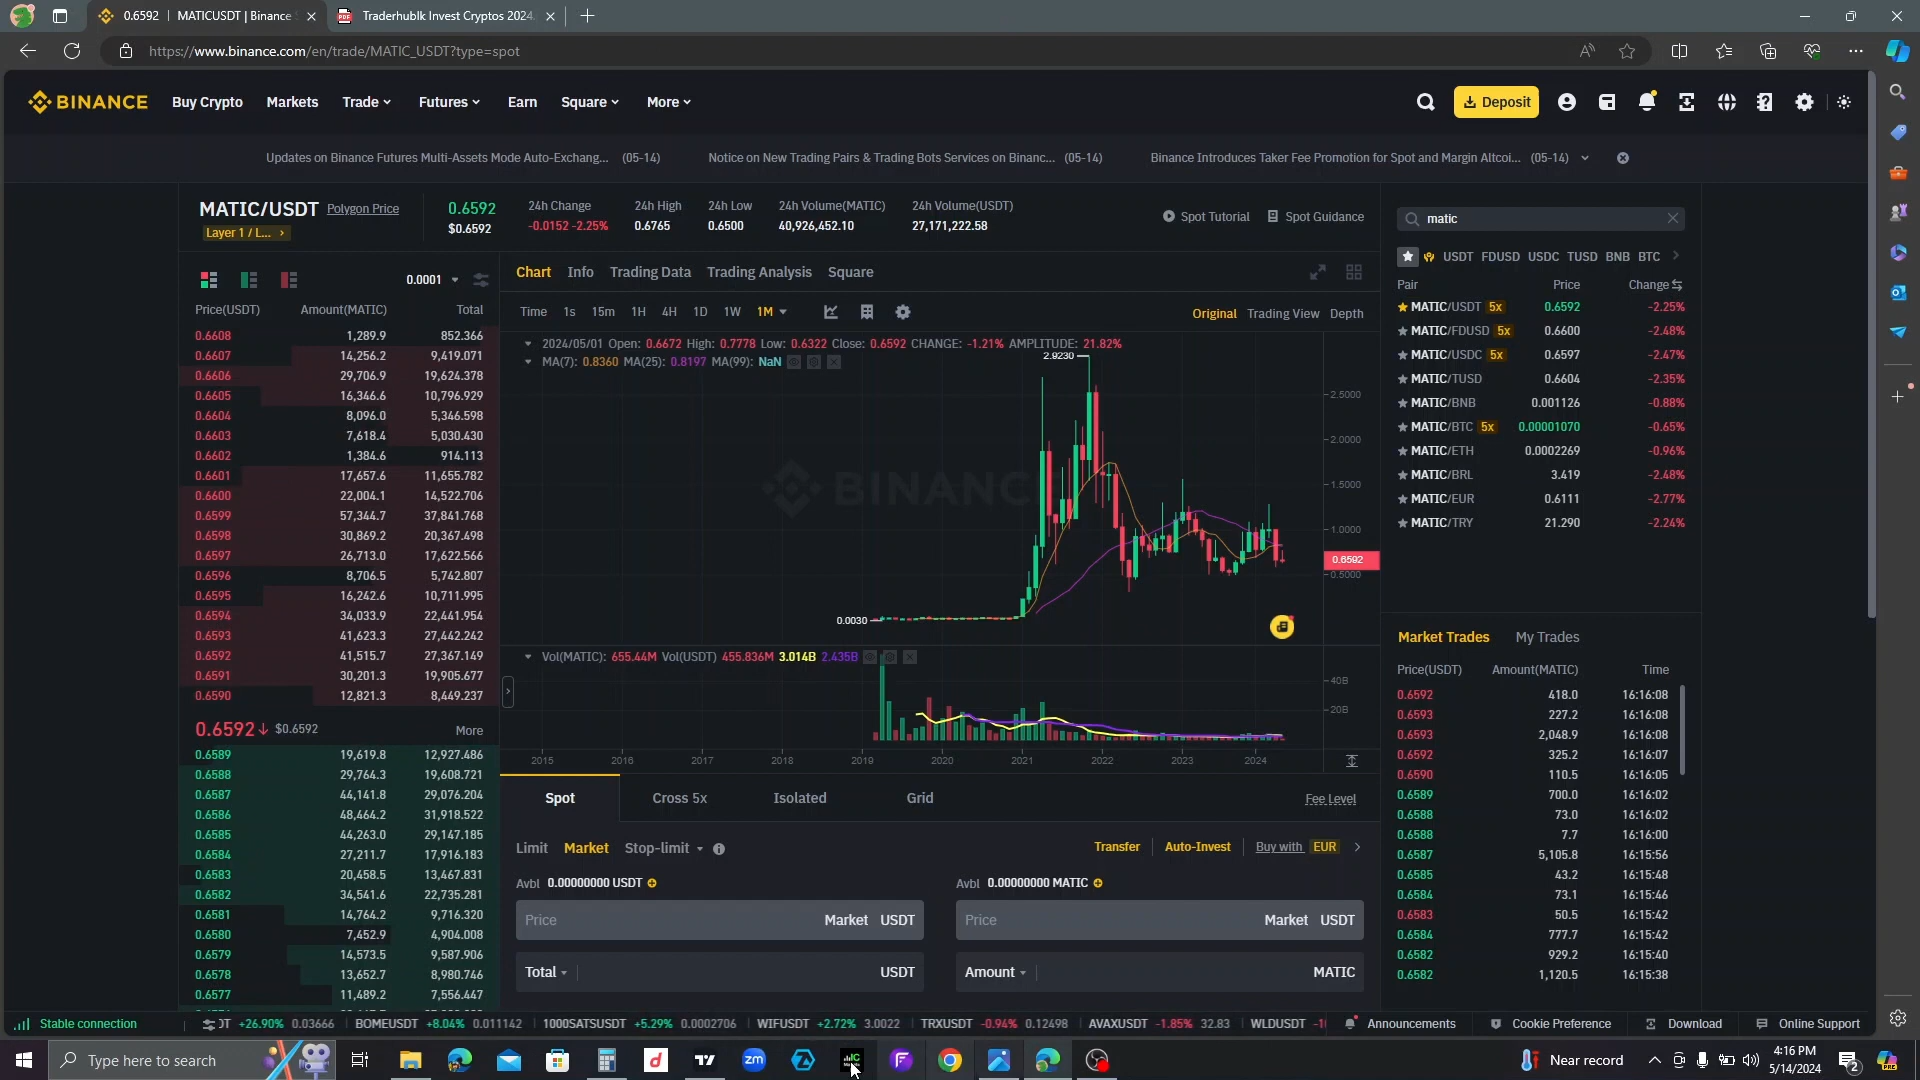 0.6592 | MATICUSDT | Binance
Traderhublk Invest Cryptos 2024.
https://www.binance.com/en/trade/MATIC_USDT?type=spot
BINANCE Buy Crypto Markets Trade Futures Earn Square More Deposit
Updates on Binance Futures Multi-Assets Mode Auto-Exchang... (05-14) Notice on New Trading Pairs & Trading Bots Services on Binanc... (05-14) Binance Introduces Taker Fee Promotion for Spot and Margin Altcoi... (05-14)
MATIC/USDT Polygon Price
Layer 1 / L...
0.6592
$0.6592
24h Change
-0.0152 -2.25%
24h High
0.6765
24h Low
0.6500
24h Volume(MATIC)
40,926,452.10
24h Volume(USDT)
27,171,222.58
Spot Tutorial Spot Guidance
0.0001
Price(USDT) Amount(MATIC) Total
0.6608 1,289.9 852.366
0.6607 14,256.2 9,419.071
0.6606 29,706.9 19,624.378
0.6605 16,346.6 10,796.929
0.6604 8,096.0 5,346.598
0.6603 7,618.4 5,030.430
0.6602 1,384.6 914.113
0.6601 17,657.6 11,655.782
0.6600 22,004.1 14,522.706
0.6599 57,344.7 37,841.768
0.6598 30,869.2 20,367.498
0.6597 26,713.0 17,622.566
0.6596 8,706.5 5,742.807
0.6595 16,242.6 10,711.995
0.6594 34,033.9 22,441.954
0.6593 41,623.3 27,442.242
0.6592 41,515.7 27,367.149
0.6591 30,201.3 19,905.677
0.6590 12,821.3 8,449.237
0.6592 $0.6592 More
0.6589 19,619.8 12,927.486
0.6588 29,764.3 19,608.721
0.6587 44,141.8 29,076.204
0.6586 48,464.2 31,918.522
0.6585 44,263.0 29,147.185
0.6584 27,211.7 17,916.183
0.6583 20,458.5 13,467.831
0.6582 34,541.6 22,735.281
0.6581 14,764.2 9,716.320
0.6580 7,452.9 4,904.008
0.6579 14,573.5 9,587.906
0.6578 13,652.7 8,980.746
0.6577 11,489.2 7,556.447
Chart Info Trading Data Trading Analysis Square
Time 1s 15m 1H 4H 1D 1W 1M
Original Trading View Depth
2024/05/01 Open: 0.6672 High: 0.7778 Low: 0.6322 Close: 0.6592 CHANGE: -1.21% AMPLITUDE: 21.82%
MA(7): 0.8360 MA(25): 0.8197 MA(99): NaN
2.9230
2.5000
2.0000
BINANC
1.5000
1.0000
0.6592
0.5000
0.0030
Vol(MATIC): 655.44M Vol(USDT) 455.836M 3.014B 2.435B
40B
20B
2015 2016 2017 2018 2019 2020 2021 2022 2023 2024
Spot Cross 5x Isolated Grid Fee Level
Limit Market Stop-limit
Transfer Auto-Invest Buy with EUR
Avbl 0.00000000 USDT
Avbl 0.00000000 MATIC
Price Market USDT
Price Market USDT
Total USDT
Amount MATIC
matic
USDT FDUSD USDC TUSD BNB BTC
Pair Price Change
MATIC/USDT 5x 0.6592 -2.25%
MATIC/FDUSD 5x 0.6600 -2.48%
MATIC/USDC 5x 0.6597 -2.47%
MATIC/TUSD 0.6604 -2.35%
MATIC/BNB 0.001126 -0.88%
MATIC/BTC 5x 0.00001070 -0.65%
MATIC/ETH 0.0002269 -0.96%
MATIC/BRL 3.419 -2.48%
MATIC/EUR 0.6111 -2.77%
MATIC/TRY 21.290 -2.24%
Market Trades My Trades
Price(USDT) Amount(MATIC) Time
0.6592 418.0 16:16:08
0.6593 227.2 16:16:08
0.6593 2,048.9 16:16:08
0.6592 325.2 16:16:07
0.6590 110.5 16:16:05
0.6589 700.0 16:16:02
0.6588 73.0 16:16:02
0.6588 7.7 16:16:00
0.6587 5,105.8 16:15:56
0.6585 43.2 16:15:48
0.6584 73.1 16:15:46
0.6583 50.5 16:15:42
0.6584 777.7 16:15:42
0.6582 929.2 16:15:40
0.6582 1,120.5 16:15:38
Stable connection
DT +26.90% 0.03666 BOMEUSDT +8.04% 0.011142 1000SATSUSDT +5.29% 0.0002706 WIFUSDT +2.72% 3.0022 TRXUSDT -0.94% 0.12498 AVAXUSDT -1.85% 32.83 WLDUSDT
Announcements Cookie Preference Download Online Support
Type here to search
zm
Near record
4:16 PM
5/14/2024
2